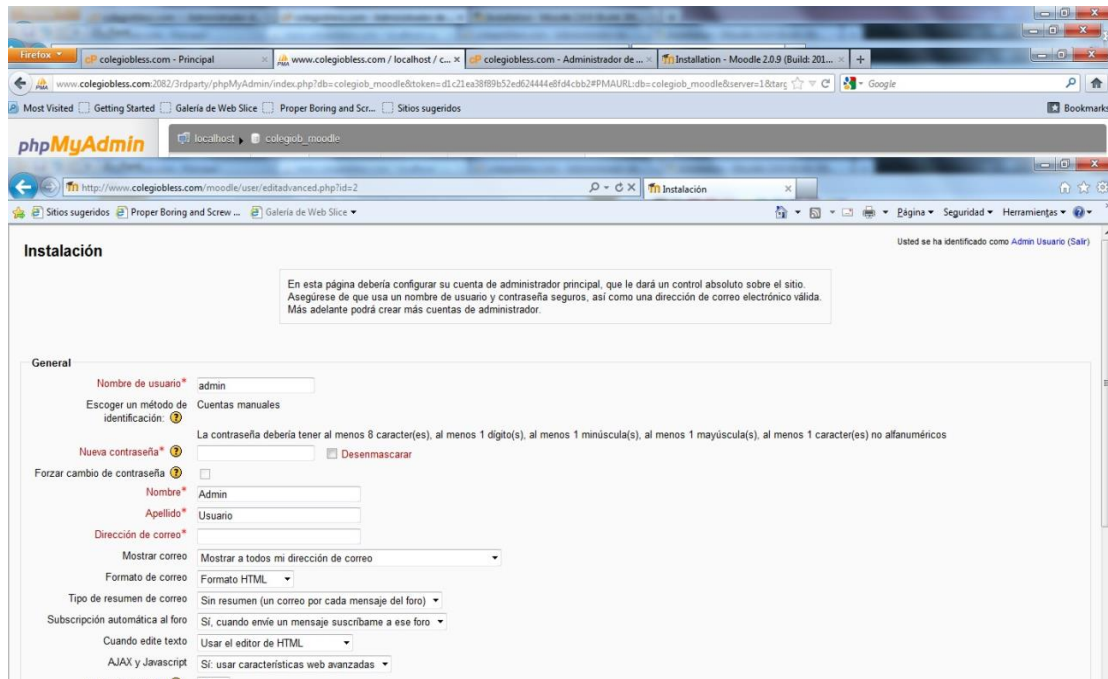 Firefox
colegiobless.com - Principal
www.colegiobless.com / localhost / c...
colegiobless.com - Administrador de ...
Installation - Moodle 2.0.9 (Build: 201...
www.colegiobless.com:2082/3rdparty/phpMyAdmin/index.php?db=colegiob_moodle&token=d1c21ea38f89b52ed624444e8fd4cbb2#PMAURL:db=colegiob_moodle&server=1&targ
Google
Most Visited Getting Started Galería de Web Slice Proper Boring and Scr... Sitios sugeridos Bookmarks
phpMyAdmin localhost colegiob_moodle
http://www.colegiobless.com/moodle/user/editadvanced.php?id=2 Instalación
Sitios sugeridos Proper Boring and Screw ... Galería de Web Slice Página Seguridad Herramientas
Usted se ha identificado como Admin Usuario (Salir)
Instalación
En esta página debería configurar su cuenta de administrador principal, que le dará un control absoluto sobre el sitio.
Asegúrese de que usa un nombre de usuario y contraseña seguros, así como una dirección de correo electrónico válida.
Más adelante podrá crear más cuentas de administrador.
General
Nombre de usuario* admin
Escoger un método de identificación: Cuentas manuales
La contraseña debería tener al menos 8 caracter(es), al menos 1 dígito(s), al menos 1 minúscula(s), al menos 1 mayúscula(s), al menos 1 caracter(es) no alfanuméricos
Nueva contraseña* Desenmascarar
Forzar cambio de contraseña
Nombre* Admin
Apellido* Usuario
Dirección de correo*
Mostrar correo Mostrar a todos mi dirección de correo
Formato de correo Formato HTML
Tipo de resumen de correo Sin resumen (un correo por cada mensaje del foro)
Subscripción automática al foro Sí, cuando envíe un mensaje suscríbame a ese foro
Cuando edite texto Usar el editor de HTML
AJAX y Javascript Sí: usar características web avanzadas